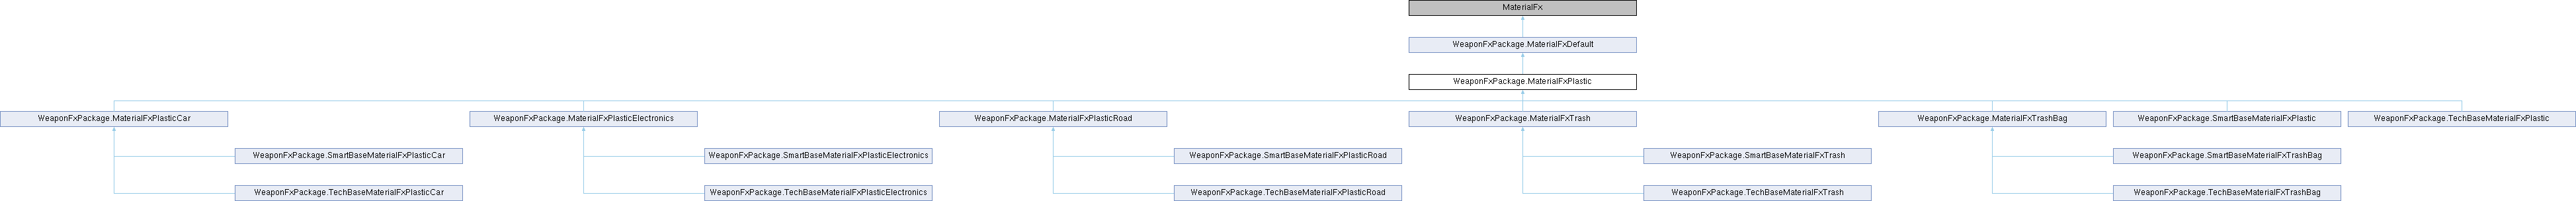 MaterialFx
WeaponFxPackage.MaterialFxDefault
WeaponFxPackage.MaterialFxPlastic
WeaponFxPackage.MaterialFxPlasticCar
WeaponFxPackage.MaterialFxPlasticElectronics
WeaponFxPackage.MaterialFxPlasticRoad
WeaponFxPackage.MaterialFxTrash
WeaponFxPackage.MaterialFxTrashBag
WeaponFxPackage.SmartBaseMaterialFxPlastic
WeaponFxPackage.TechBaseMaterialFxPlastic
WeaponFxPackage.SmartBaseMaterialFxPlasticCar
WeaponFxPackage.SmartBaseMaterialFxPlasticElectronics
WeaponFxPackage.SmartBaseMaterialFxPlasticRoad
WeaponFxPackage.SmartBaseMaterialFxTrash
WeaponFxPackage.SmartBaseMaterialFxTrashBag
WeaponFxPackage.TechBaseMaterialFxPlasticCar
WeaponFxPackage.TechBaseMaterialFxPlasticElectronics
WeaponFxPackage.TechBaseMaterialFxPlasticRoad
WeaponFxPackage.TechBaseMaterialFxTrash
WeaponFxPackage.TechBaseMaterialFxTrashBag